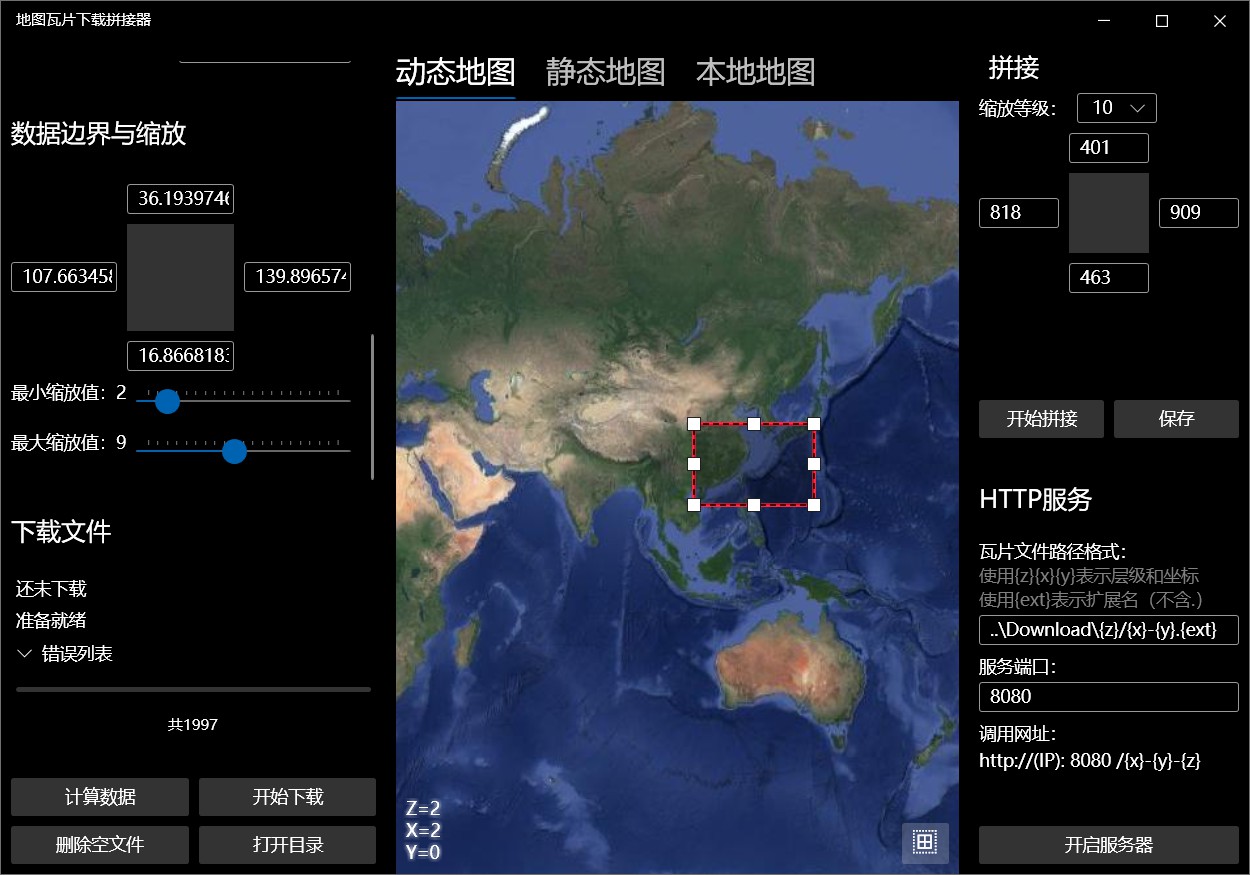 地图瓦片下载拼接器
数据边界与缩放
36.1939746
107.663458
139.896574
16.8668183
最小缩放值：2
最大缩放值：9
下载文件
还未下载
准备就绪
错误列表
共1997
计算数据
开始下载
删除空文件
打开目录
动态地图
静态地图
本地地图
Z=2
X=2
Y=0
拼接
缩放等级：
10
401
818
909
463
开始拼接
保存
HTTP服务
瓦片文件路径格式：
使用{z}{x}{y}表示层级和坐标
使用{ext}表示扩展名（不含.）
..\Download\{z}/{x}-{y}.{ext}
服务端口：
8080
调用网址：
http://(IP): 8080 /{x}-{y}-{z}
开启服务器